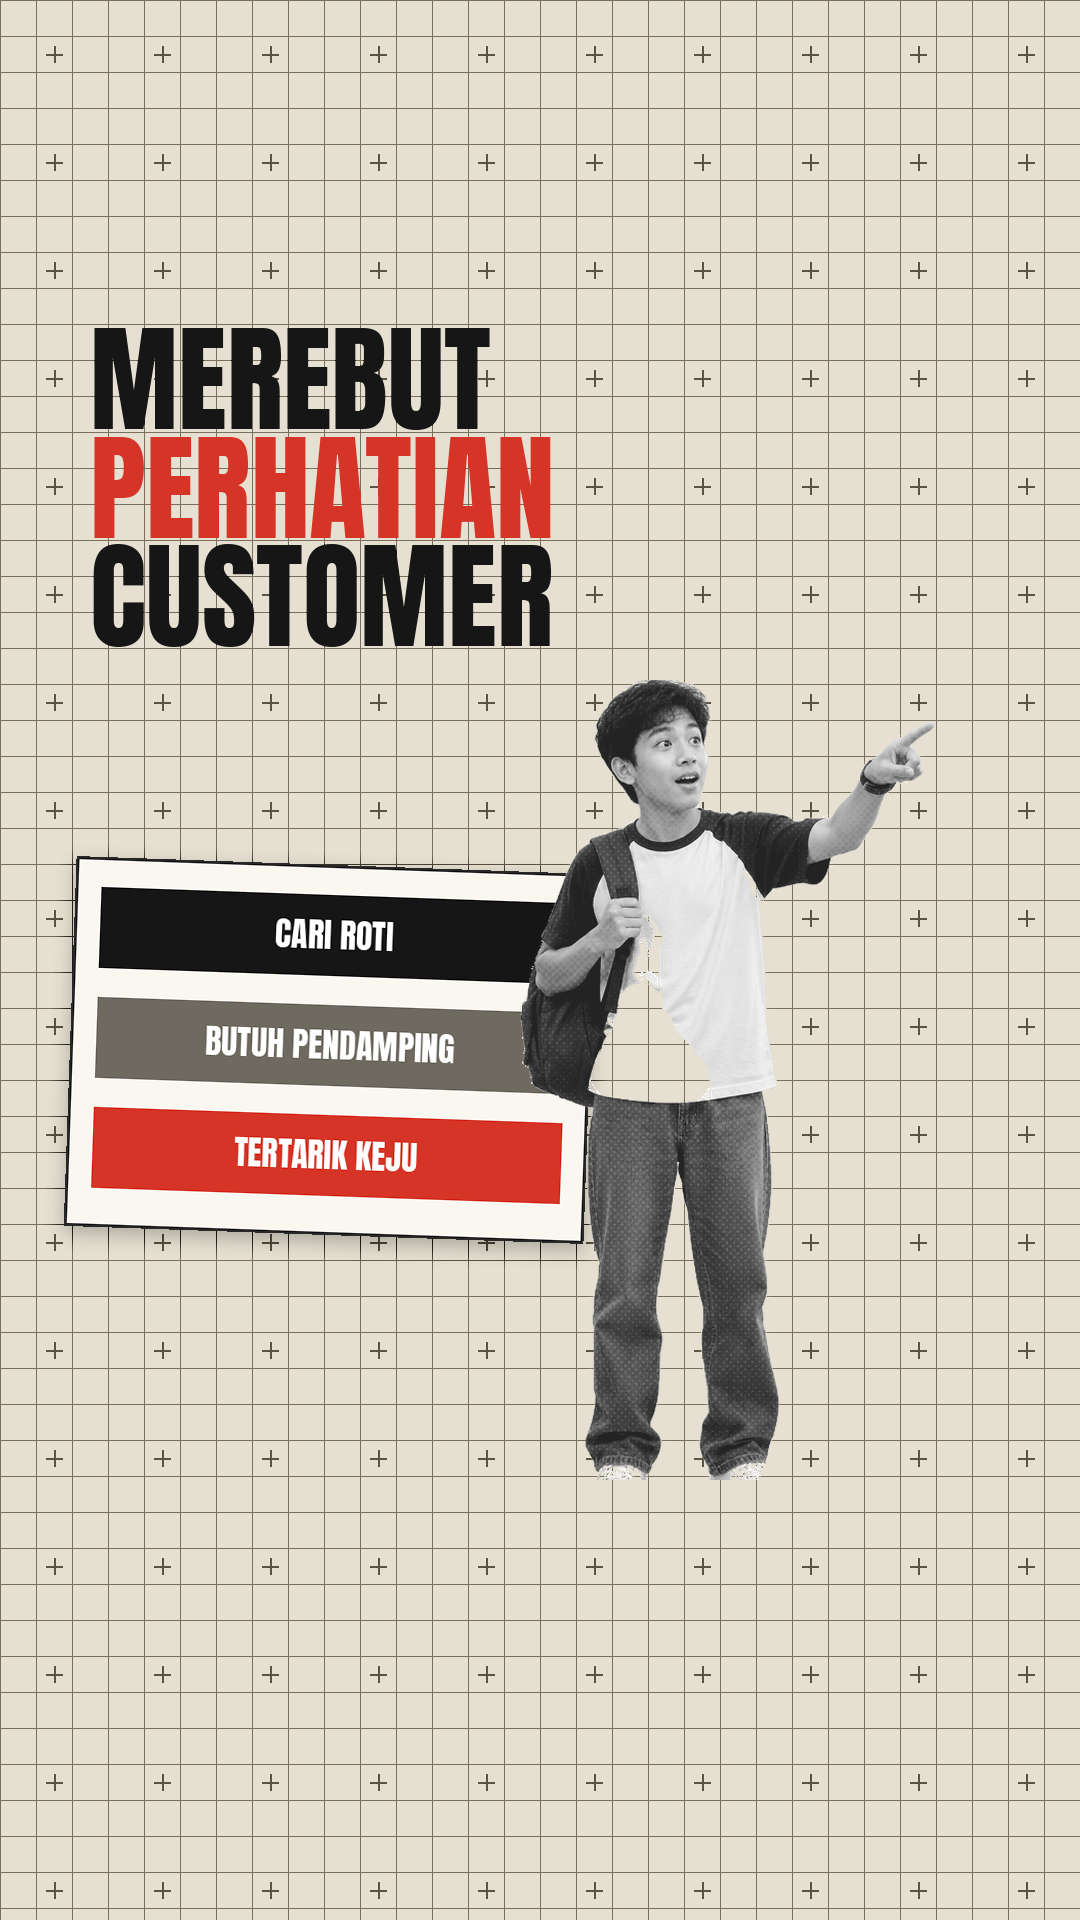 MEREBUT
PERHATIAN
CUSTOMER
CARI ROTI
BUTUH PENDAMPING
TERTARIK KEJU